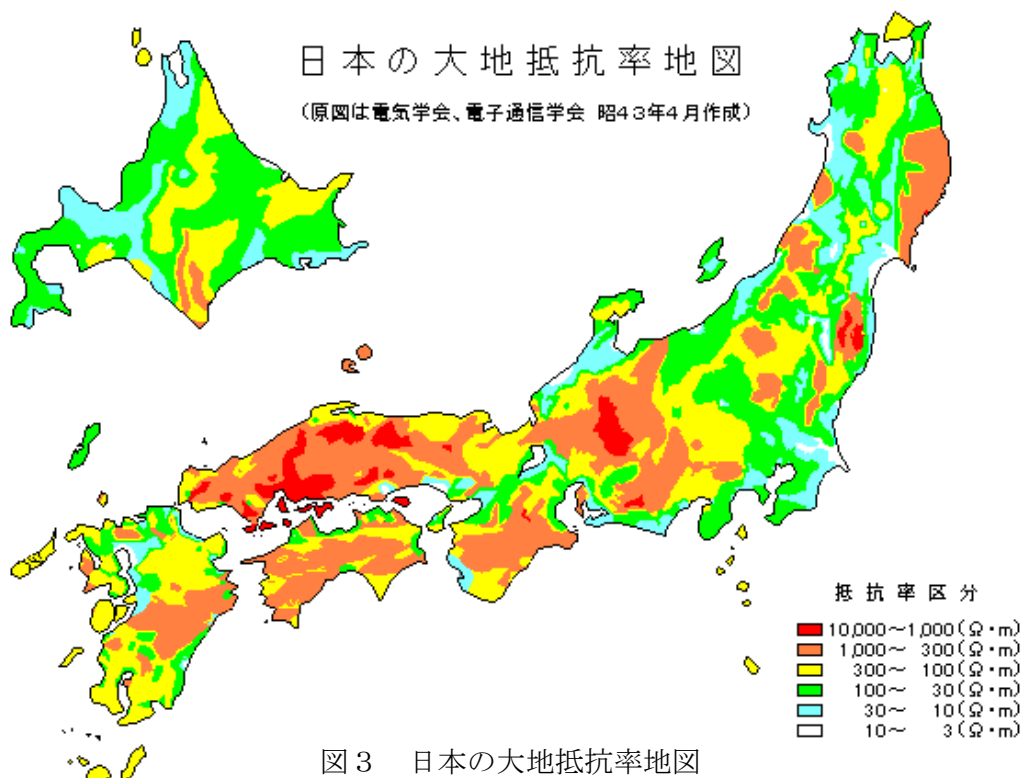 日本の大地抵抗率地図
(原図は電気学会、電子通信学会 昭43年4月作成)
抵抗率区分
10,000～1,000(Ω・m)
1,000～ 300(Ω・m)
300～ 100(Ω・m)
100～ 30(Ω・m)
30～ 10(Ω・m)
10～ 3(Ω・m)
図3 日本の大地抵抗率地図